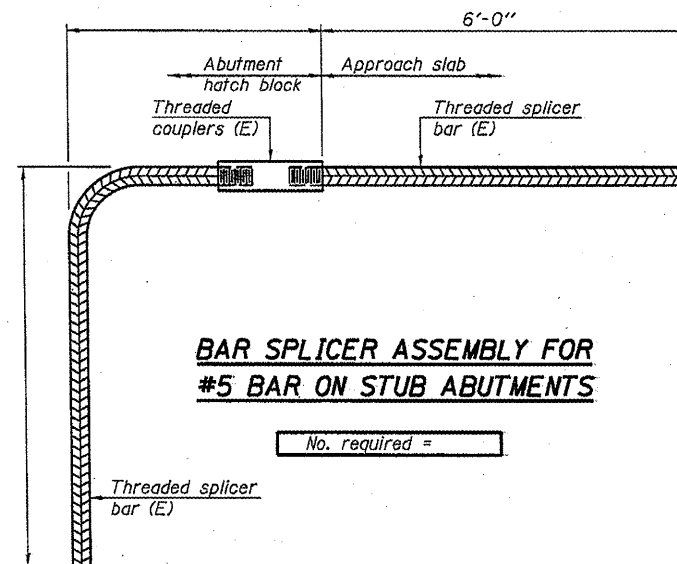 6'-0"
Abutment
hatch block
Approach slab
Threaded
couplers (E)
Threaded splicer
bar (E)
BAR SPLICER ASSEMBLY FOR
#5 BAR ON STUB ABUTMENTS
No. required =
Threaded splicer
bar (E)